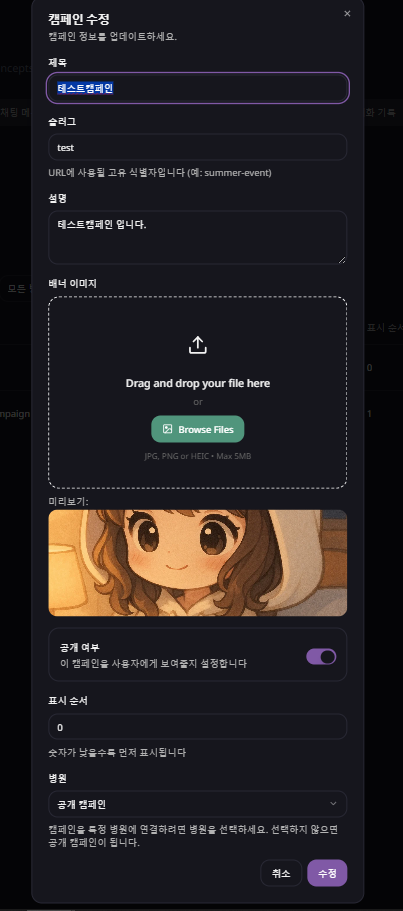 캠페인 수정
×
캠페인 정보를 업데이트하세요.
제목
테스트캠페인
슬러그
test
URL에 사용될 고유 식별자입니다 (예: summer-event)
설명
테스트캠페인 입니다.
배너 이미지
Drag and drop your file here
or
Browse Files
JPG, PNG or HEIC • Max 5MB
미리보기:
공개 여부
이 캠페인을 사용자에게 보여줄지 설정합니다
표시 순서
0
숫자가 낮을수록 먼저 표시됩니다
병원
공개 캠페인
캠페인을 특정 병원에 연결하려면 병원을 선택하세요. 선택하지 않으면
공개 캠페인이 됩니다.
취소
수정
모든
표시 순서
0
1